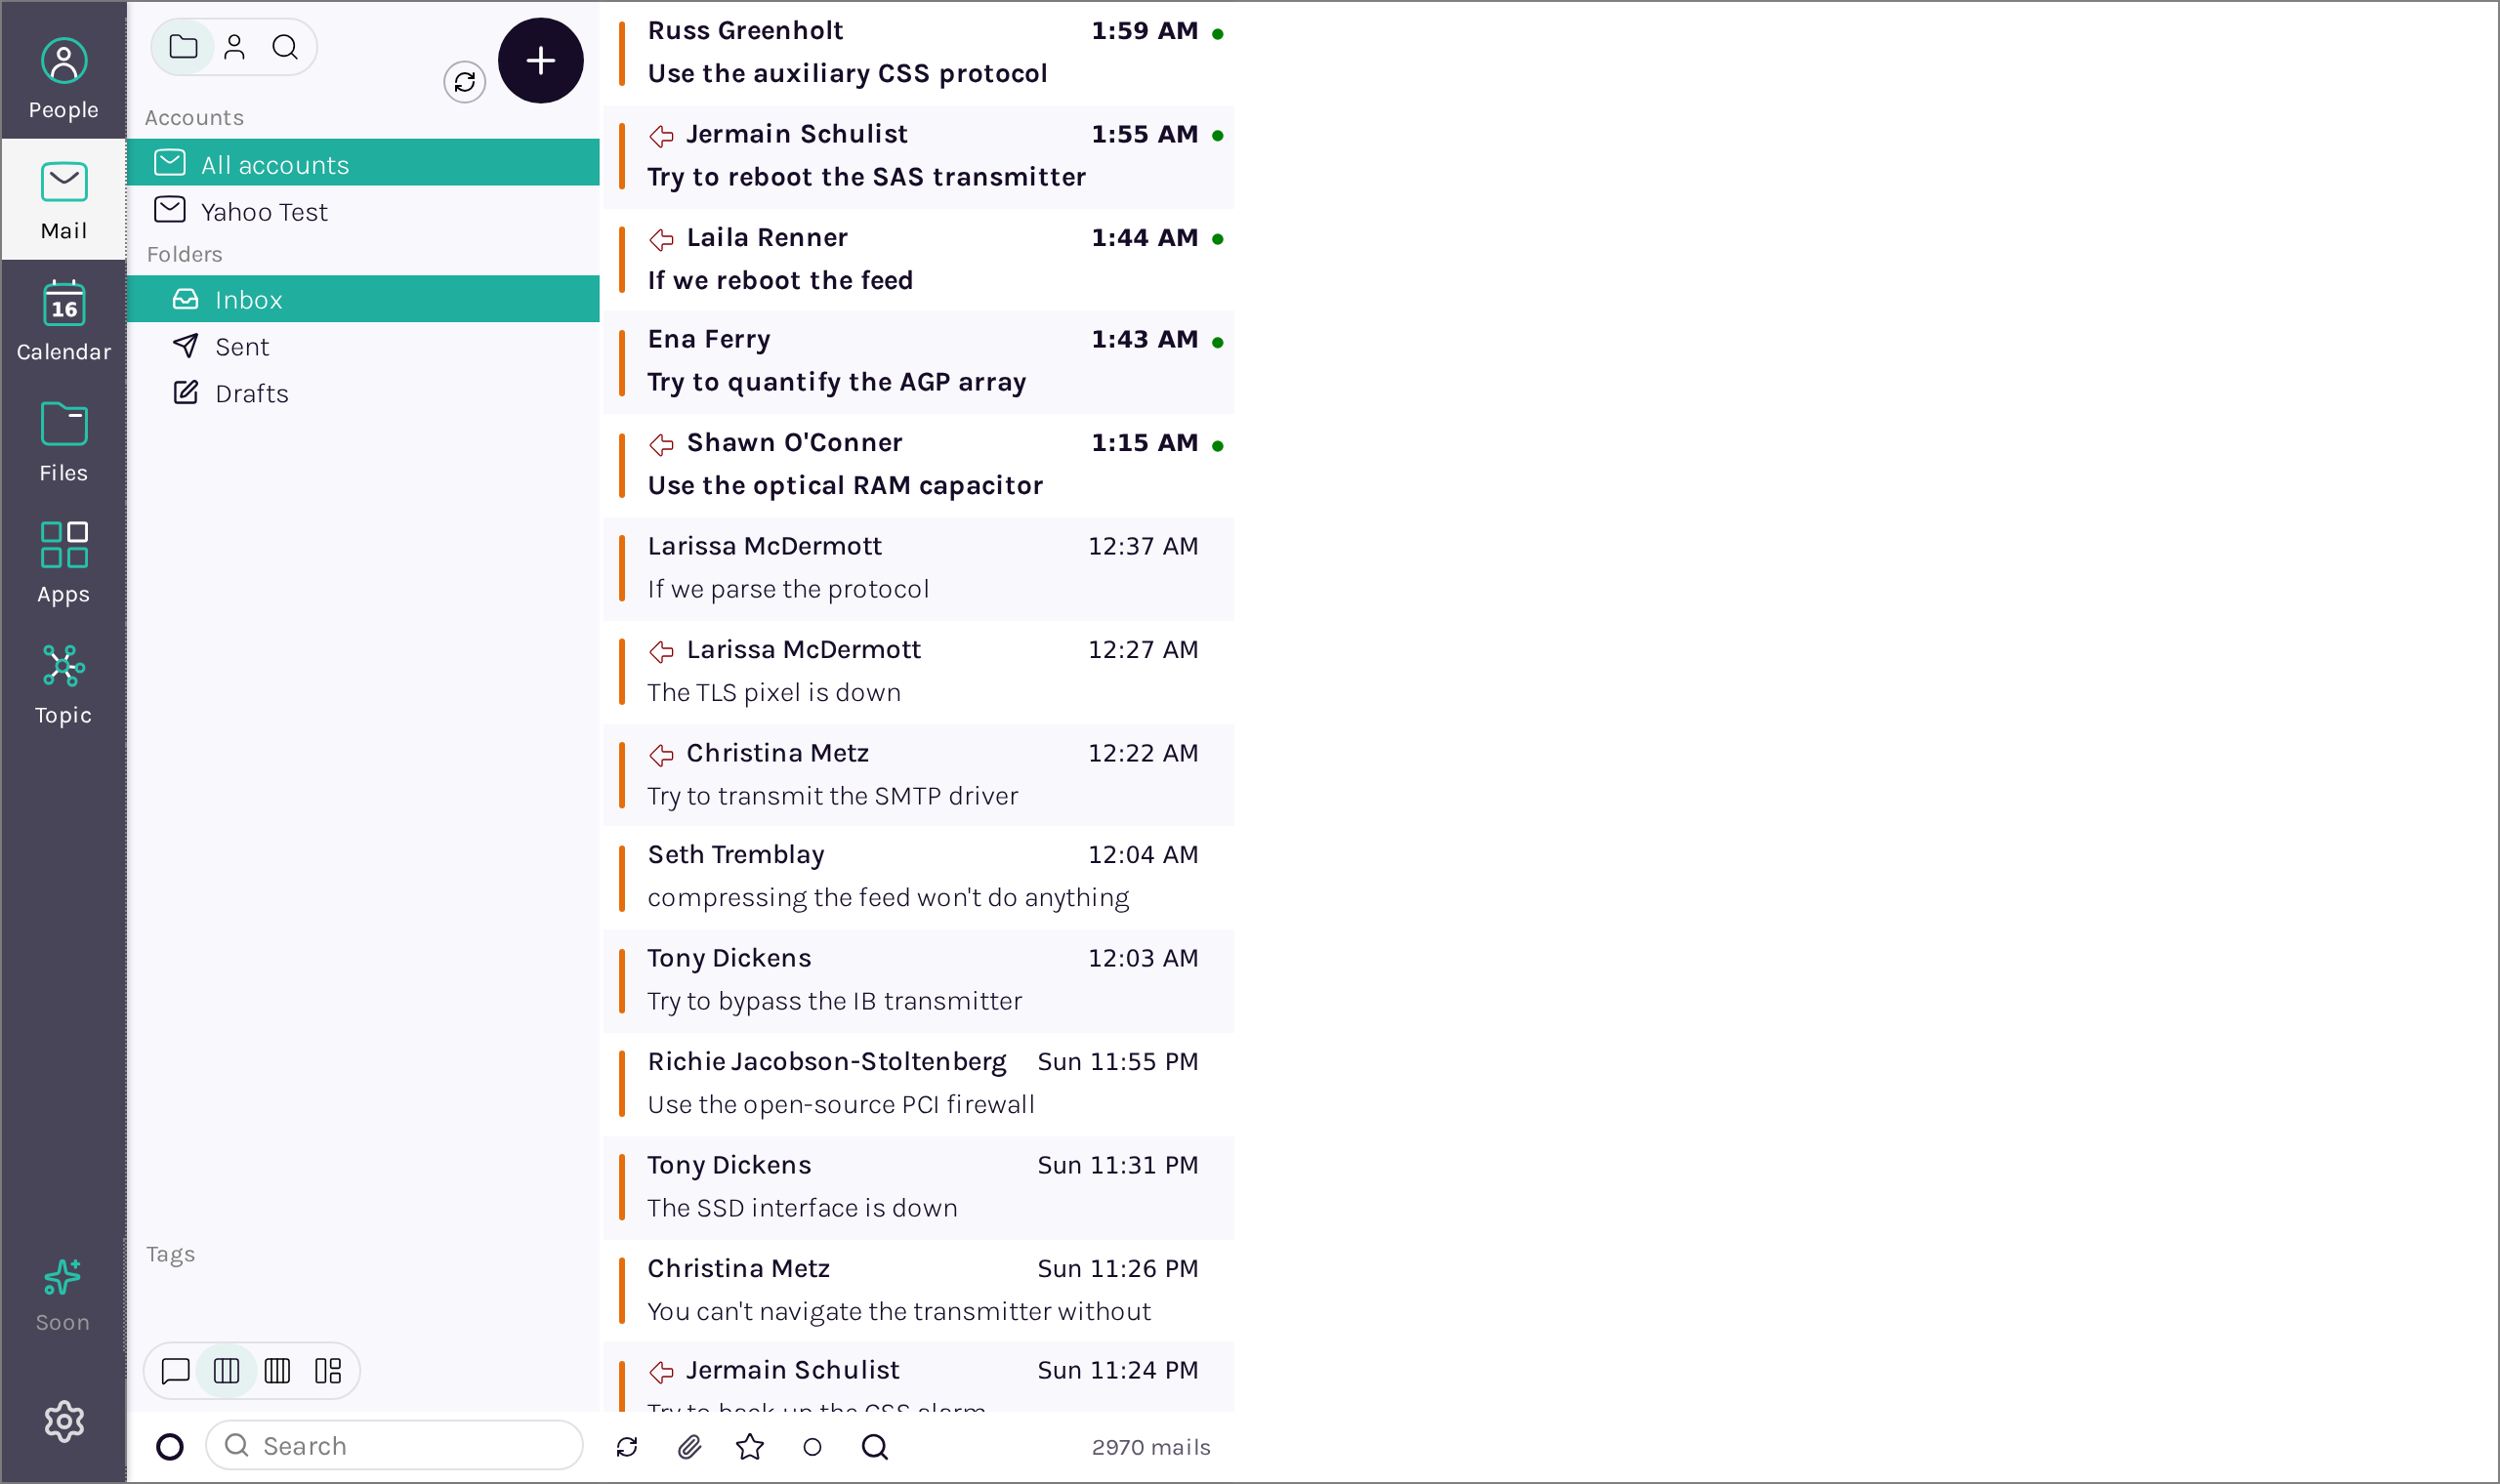 People
Mail
16
Calendar
Files
Apps
Topic
Soon
Accounts
All accounts
Yahoo Test
Folders
Inbox
Sent
Drafts
Tags
Search
Russ Greenholt 1:59 AM
Use the auxiliary CSS protocol
Jermain Schulist 1:55 AM
Try to reboot the SAS transmitter
Laila Renner 1:44 AM
If we reboot the feed
Ena Ferry 1:43 AM
Try to quantify the AGP array
Shawn O'Conner 1:15 AM
Use the optical RAM capacitor
Larissa McDermott 12:37 AM
If we parse the protocol
Larissa McDermott 12:27 AM
The TLS pixel is down
Christina Metz 12:22 AM
Try to transmit the SMTP driver
Seth Tremblay 12:04 AM
compressing the feed won't do anything
Tony Dickens 12:03 AM
Try to bypass the IB transmitter
Richie Jacobson-Stoltenberg Sun 11:55 PM
Use the open-source PCI firewall
Tony Dickens Sun 11:31 PM
The SSD interface is down
Christina Metz Sun 11:26 PM
You can't navigate the transmitter without
Jermain Schulist Sun 11:24 PM
Try to back up the CSS alarm
2970 mails